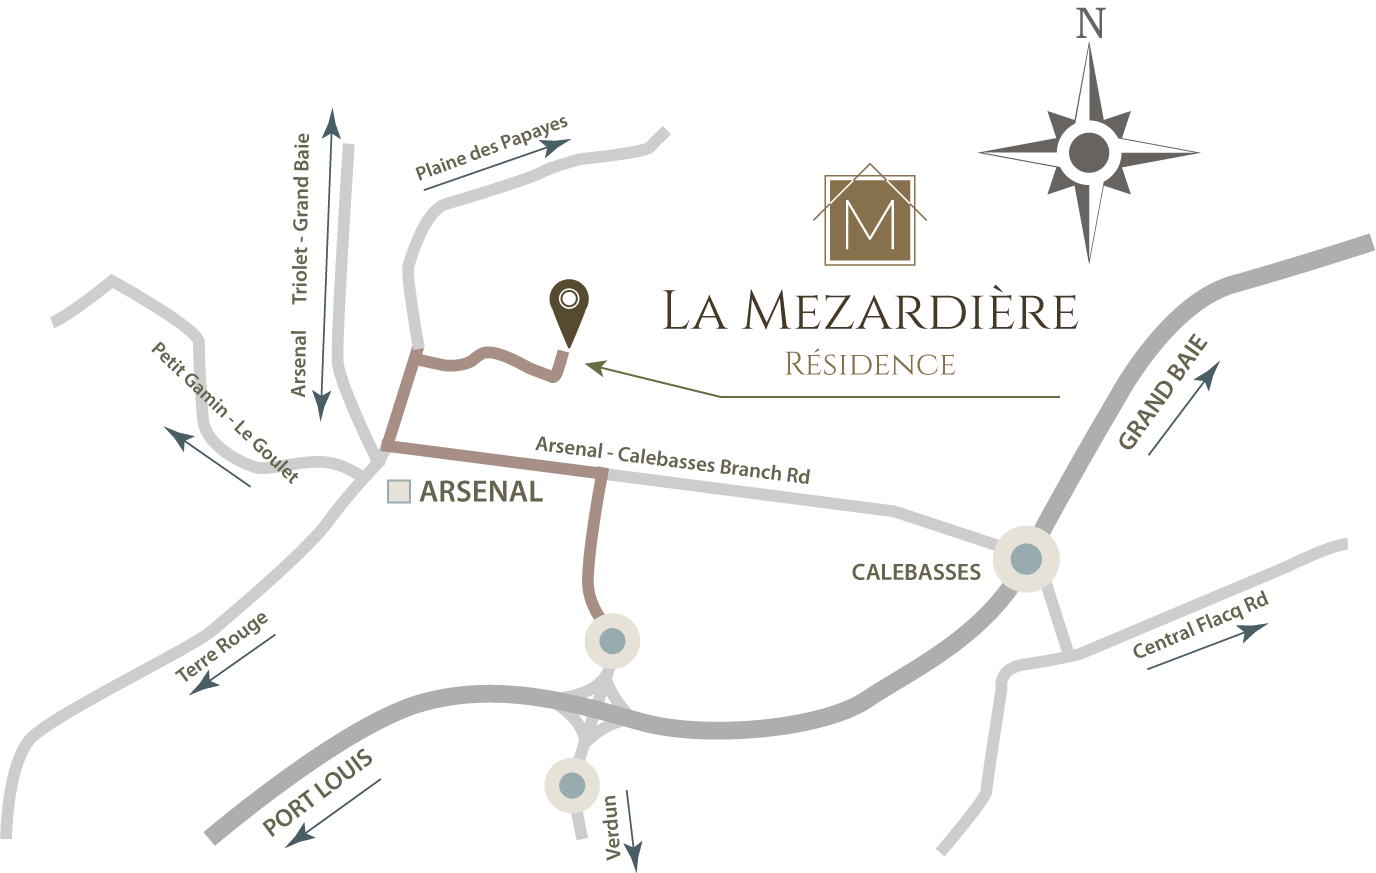 N
Plaine des Papayes
Arsenal Triolet - Grand Baie
M
LA MEZARDIÈRE
RÉSIDENCE
Petit Gamin - Le Goulet
GRAND BAIE
Arsenal - Calebasses Branch Rd
ARSENAL
CALEBASSES
Central Flacq Rd
Terre Rouge
PORT LOUIS
Verdun